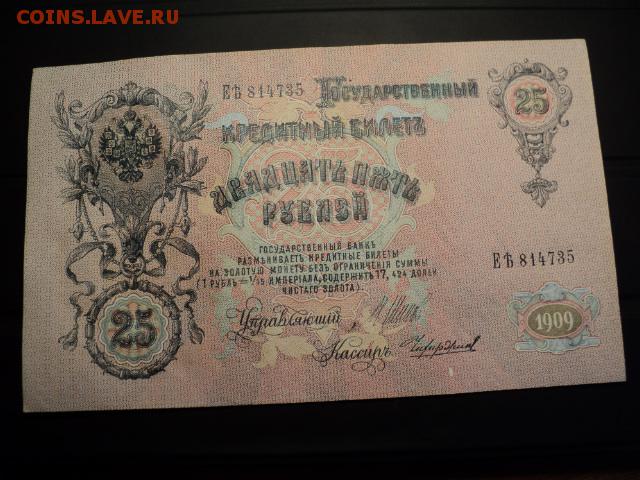 COINS.LAVE.RU
ЕѢ 814735 Государственный
Кредитный Билетъ
25
Двадцать пять
рублей
Государственный банкъ
размѣниваетъ кредитные билеты
на золотую монету безъ ограниченія суммы
(1 рубль = 1/15 имперіала, содержитъ 17,424 долей
чистаго золота).
ЕѢ 814735
Управляющій
Кассиръ
25
1909